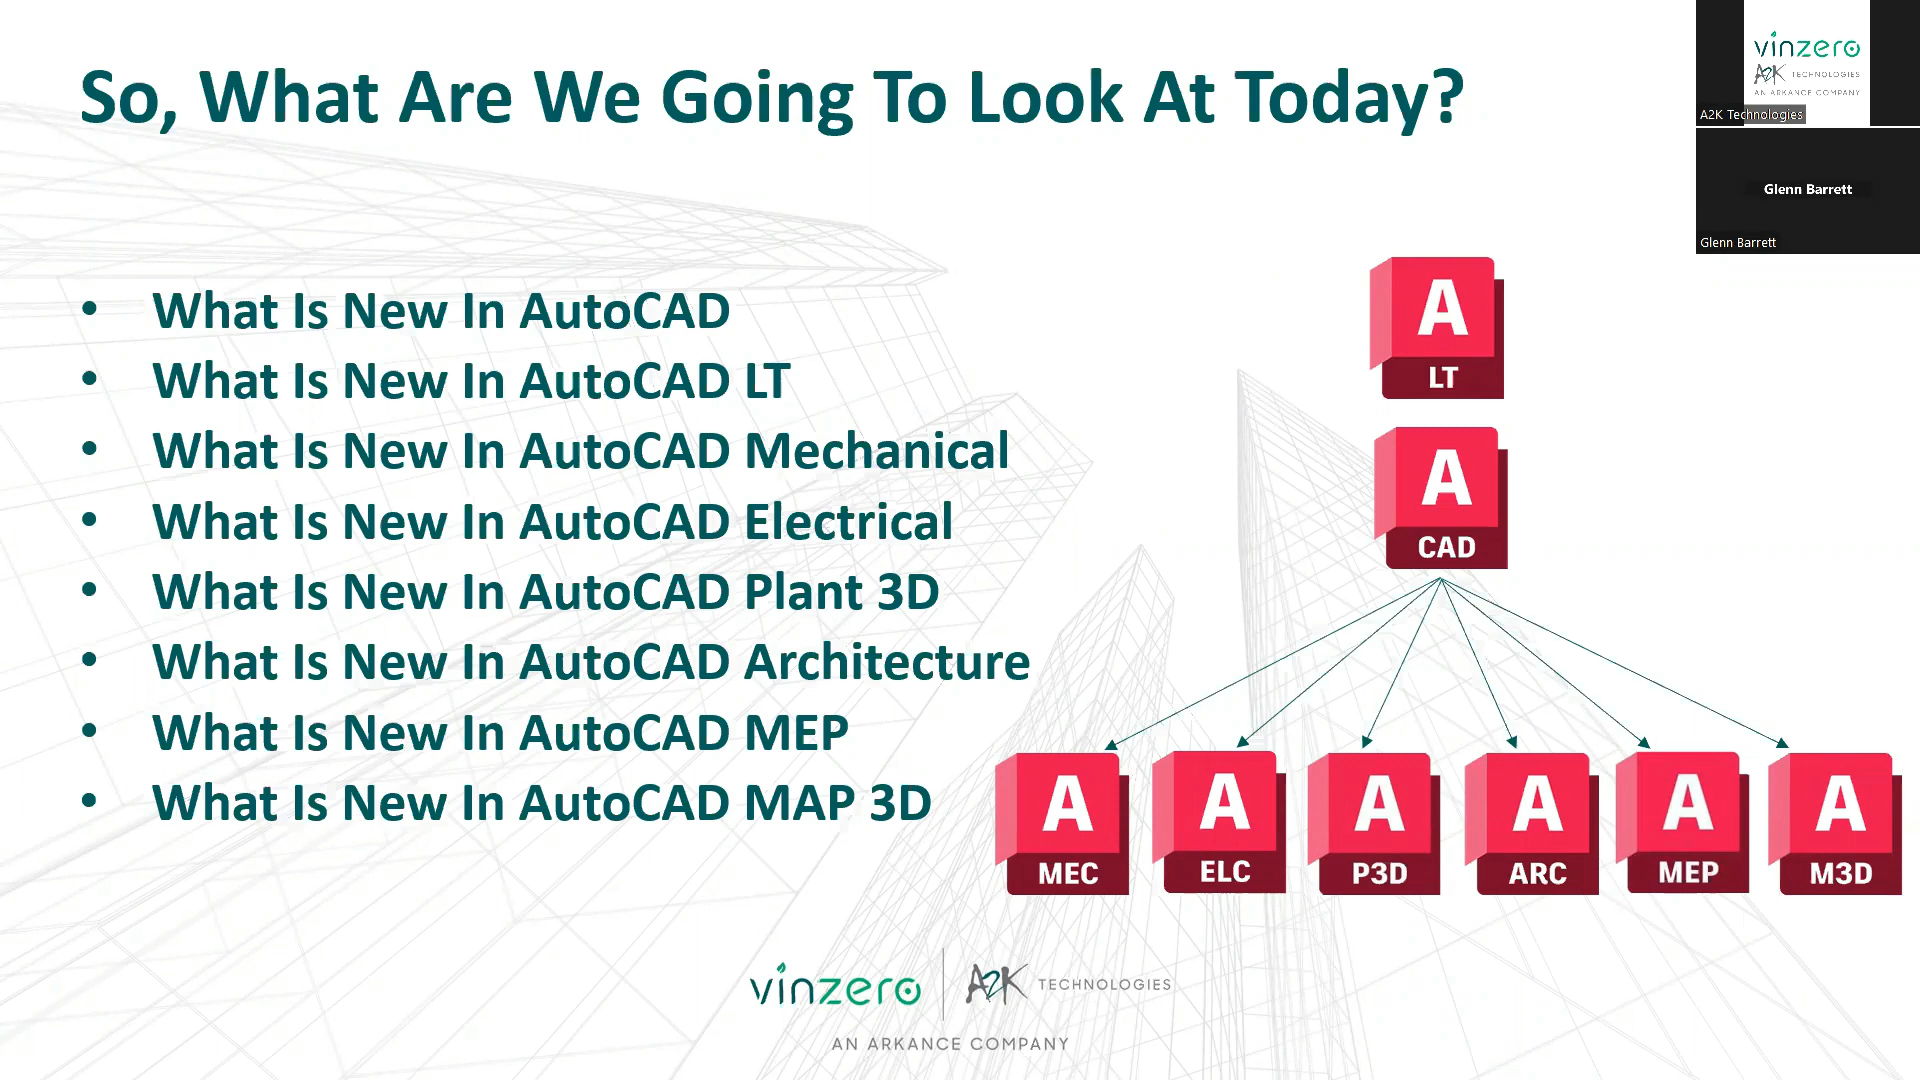 So, What Are We Going To Look At Today?
• What Is New In AutoCAD
• What Is New In AutoCAD LT
• What Is New In AutoCAD Mechanical
• What Is New In AutoCAD Electrical
• What Is New In AutoCAD Plant 3D
• What Is New In AutoCAD Architecture
• What Is New In AutoCAD MEP
• What Is New In AutoCAD MAP 3D
A
LT
A
CAD
A
MEC
A
ELC
A
P3D
A
ARC
A
MEP
A
M3D
vinzero
A2K TECHNOLOGIES
AN ARKANCE COMPANY
vinzero
A2K TECHNOLOGIES
AN ARKANCE COMPANY
A2K Technologies
Glenn Barrett
Glenn Barrett